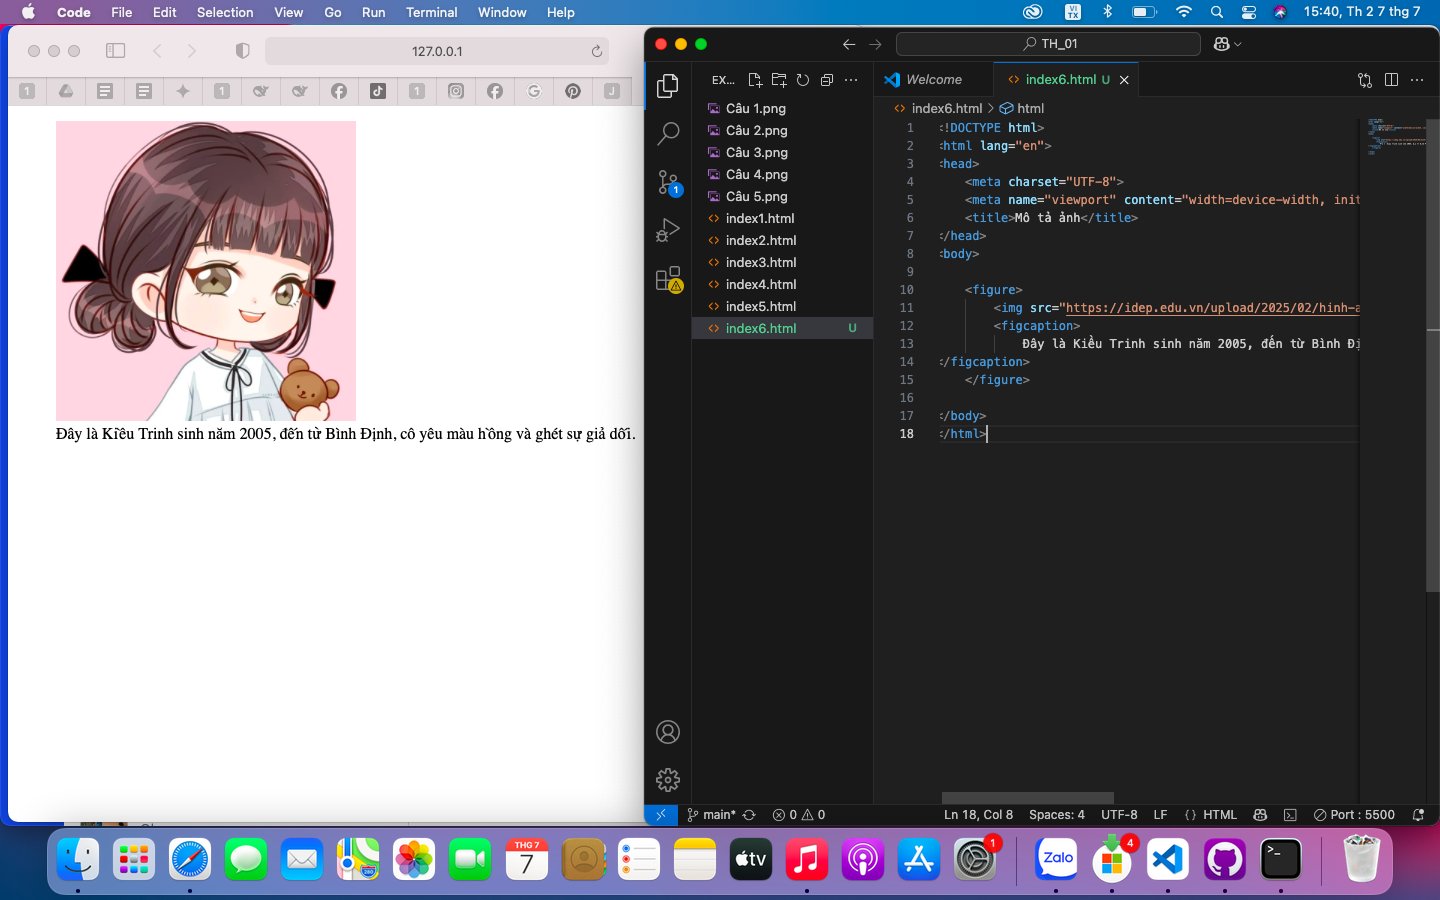 Code File Edit Selection View Go Run Terminal Window Help
VI
TX
15:40, Th 2 7 thg 7
127.0.0.1
1 1 1 G J
Đây là Kiều Trinh sinh năm 2005, đến từ Bình Định, cô yêu màu hồng và ghét sự giả dối.
TH_01
EX...
Câu 1.png
Câu 2.png
Câu 3.png
Câu 4.png
Câu 5.png
index1.html
index2.html
index3.html
index4.html
index5.html
index6.html U
1
Welcome
index6.html U
index6.html > html
1 <!DOCTYPE html>
2 <html lang="en">
3 <head>
4 <meta charset="UTF-8">
5 <meta name="viewport" content="width=device-width, init
6 <title>Mô tả ảnh</title>
7 </head>
8 <body>
9
10 <figure>
11 <img src="https://idep.edu.vn/upload/2025/02/hinh-a
12 <figcaption>
13 Đây là Kiều Trinh sinh năm 2005, đến từ Bình Đị
14 </figcaption>
15 </figure>
16
17 </body>
18 </html>
main* 0 0
Ln 18, Col 8 Spaces: 4 UTF-8 LF {} HTML Port : 5500
280
THG 7
7
tv
1
Zalo
4
>_